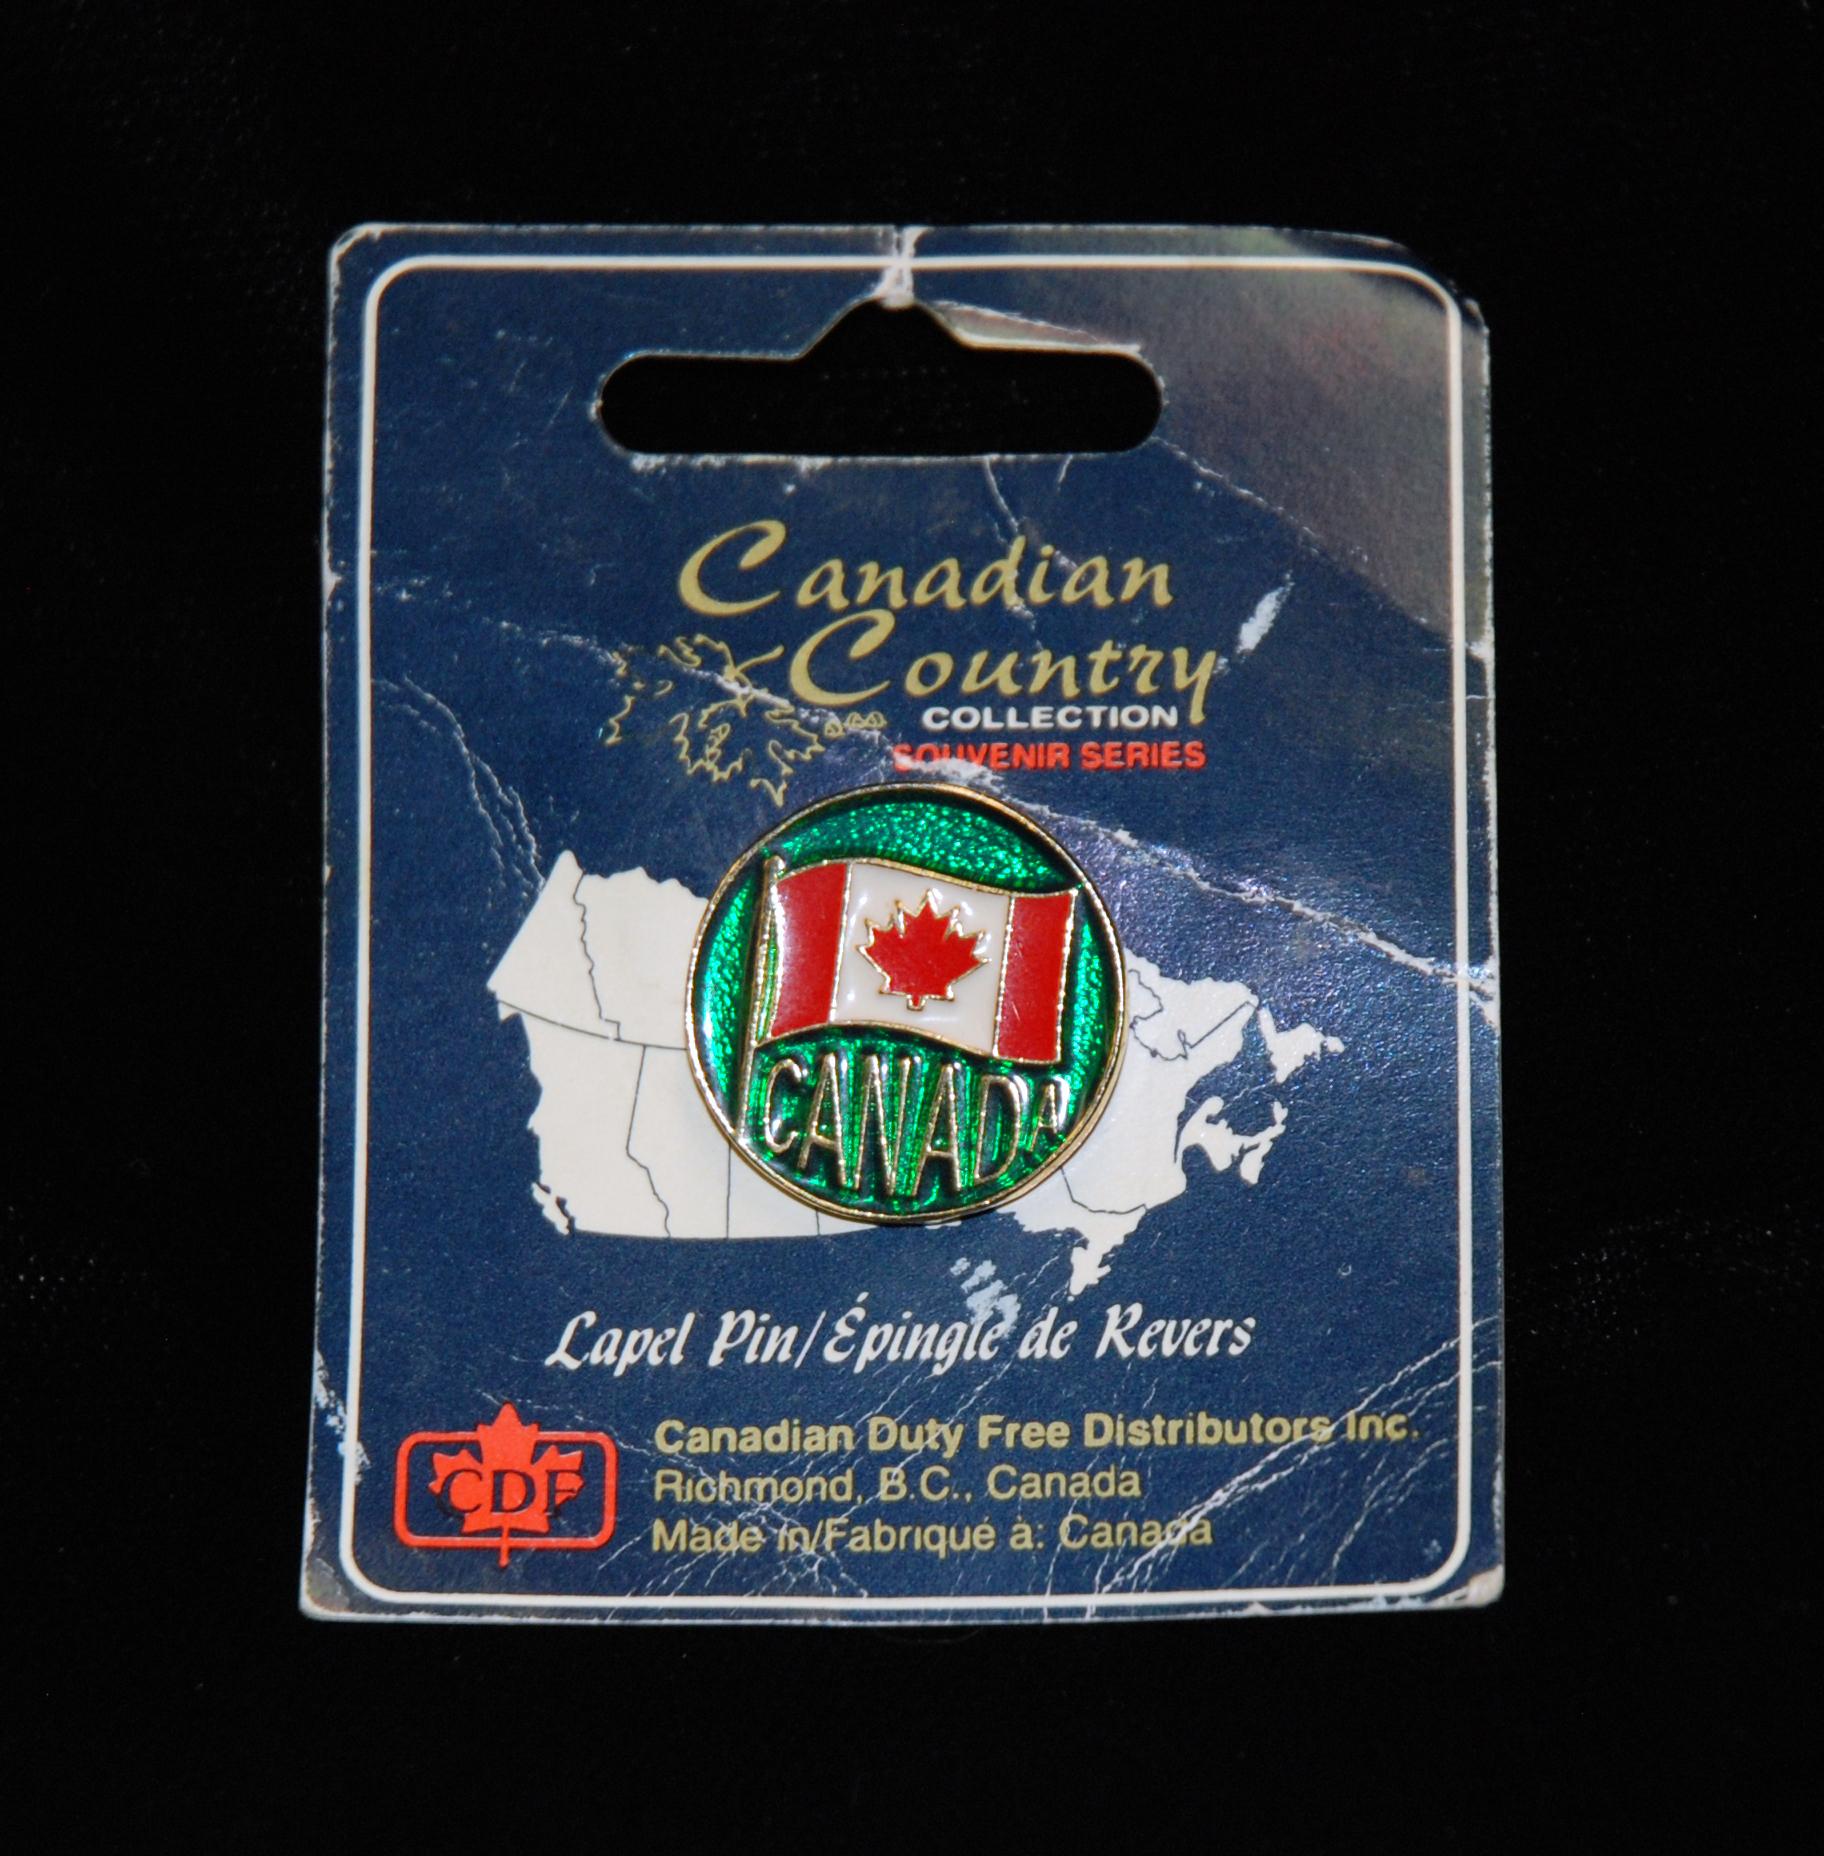 Canadian
Country
COLLECTION
SOUVENIR SERIES
CANADA
Lapel Pin/Épingle de Revers
CDF
Canadian Duty Free Distributors Inc.
Richmond, B.C., Canada
Made in/Fabriqué à: Canada